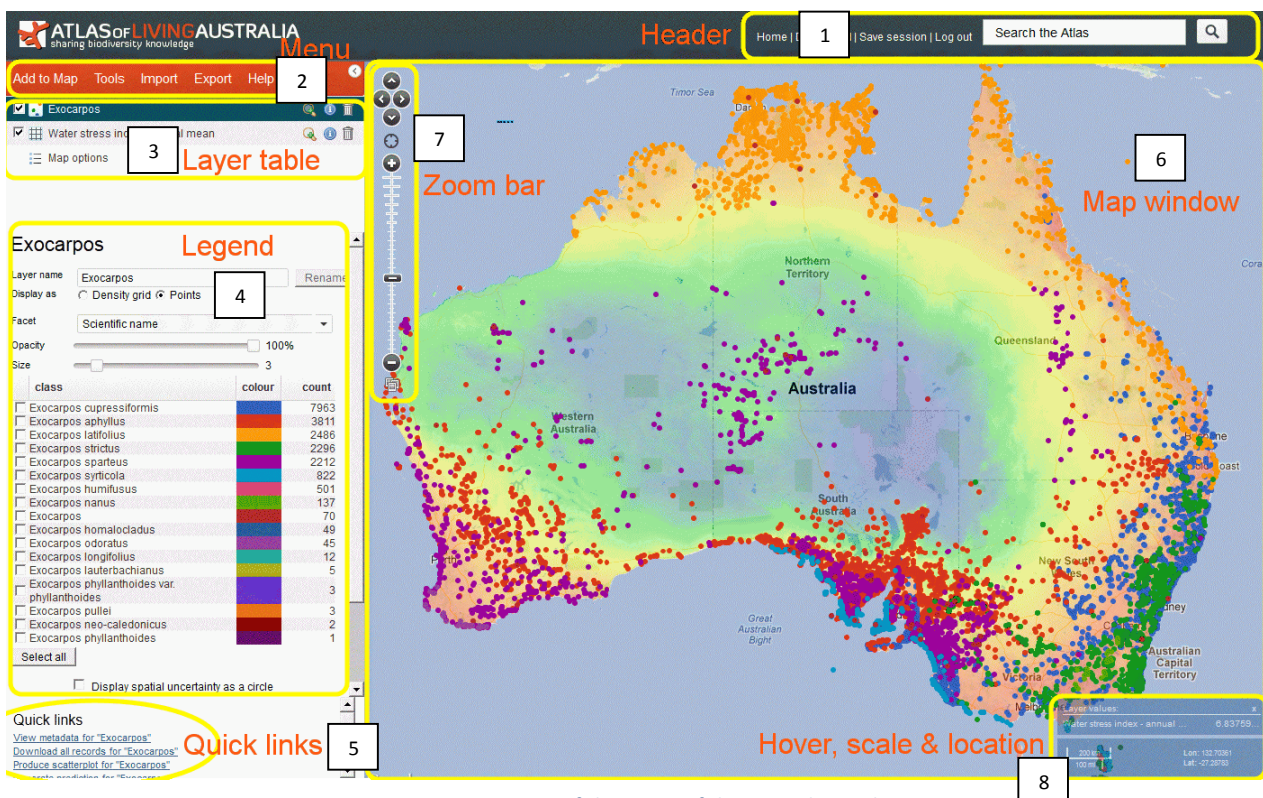 ATLAS OF LIVING AUSTRALIA
sharing biodiversity knowledge
Header
Home |
1
| Save session | Log out
Search the Atlas
Menu
Add to Map Tools Import Export Help
2
Exocarpos
Water stress mean
Map options
3
Layer table
Exocarpos
Legend
Layer name Exocarpos Rename
Display as Density grid Points
4
Facet Scientific name
Opacity 100%
Size 3
class colour count
Exocarpos cupressiformis 7963
Exocarpos aphyllus 3811
Exocarpos latifolius 2486
Exocarpos strictus 2296
Exocarpos sparteus 2212
Exocarpos syrticola 822
Exocarpos humifusus 501
Exocarpos nanus 137
Exocarpos 70
Exocarpos homalocladus 49
Exocarpos odoratus 45
Exocarpos longifolius 12
Exocarpos lauterbachianus 5
Exocarpos phyllanthoides var.
phyllanthoides 3
Exocarpos pullei 3
Exocarpos neo-caledonicus 2
Exocarpos phyllanthoides 1
Select all
Display spatial uncertainty as a circle
Quick links
View metadata for "Exocarpos"
Download all records for "Exocarpos"
Produce scatterplot for "Exocarpos"
Quick links
5
7
Zoom bar
6
Map window
Timor Sea
Northern
Territory
Queensland
Australia
Western
Australia
South
Australia
Great
Australian
Bight
Victoria
Australian
Capital
Territory
Hover, scale & location
Layer values: x
Water stress index - annual ... 6.83759...
200 km
100 mi
Lon: 132.70361
Lat: -27.28783
8